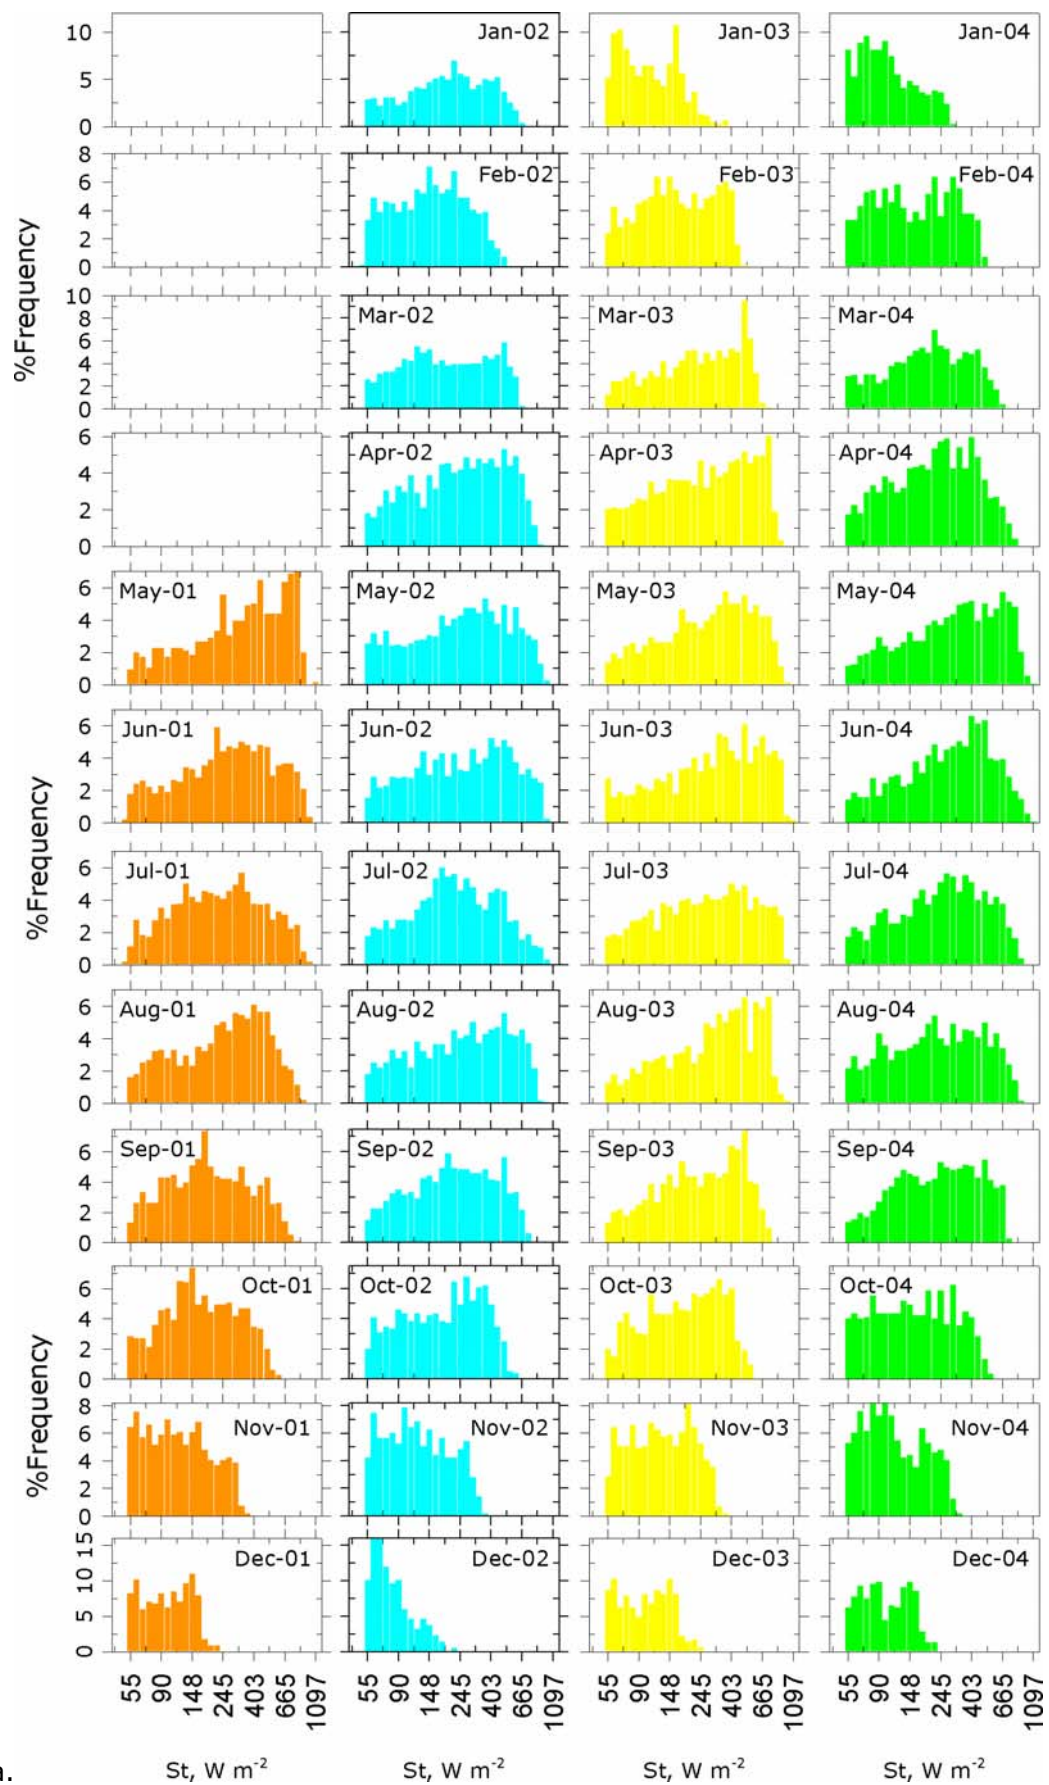 10
5
0
Jan-02
Jan-03
Jan-04
8
6
4
2
0
Feb-02
Feb-03
Feb-04
%Frequency
10
8
6
4
2
0
Mar-02
Mar-03
Mar-04
6
4
2
0
Apr-02
Apr-03
Apr-04
6
4
2
0
May-01
May-02
May-03
May-04
6
4
2
0
Jun-01
Jun-02
Jun-03
Jun-04
%Frequency
6
4
2
0
Jul-01
Jul-02
Jul-03
Jul-04
6
4
2
0
Aug-01
Aug-02
Aug-03
Aug-04
6
4
2
0
Sep-01
Sep-02
Sep-03
Sep-04
6
4
2
0
Oct-01
Oct-02
Oct-03
Oct-04
%Frequency
8
6
4
2
0
Nov-01
Nov-02
Nov-03
Nov-04
15
10
5
0
Dec-01
Dec-02
Dec-03
Dec-04
55 90 148 245 403 665 1097
55 90 148 245 403 665 1097
55 90 148 245 403 665 1097
55 90 148 245 403 665 1097
St, W m-2
St, W m-2
St, W m-2
St, W m-2